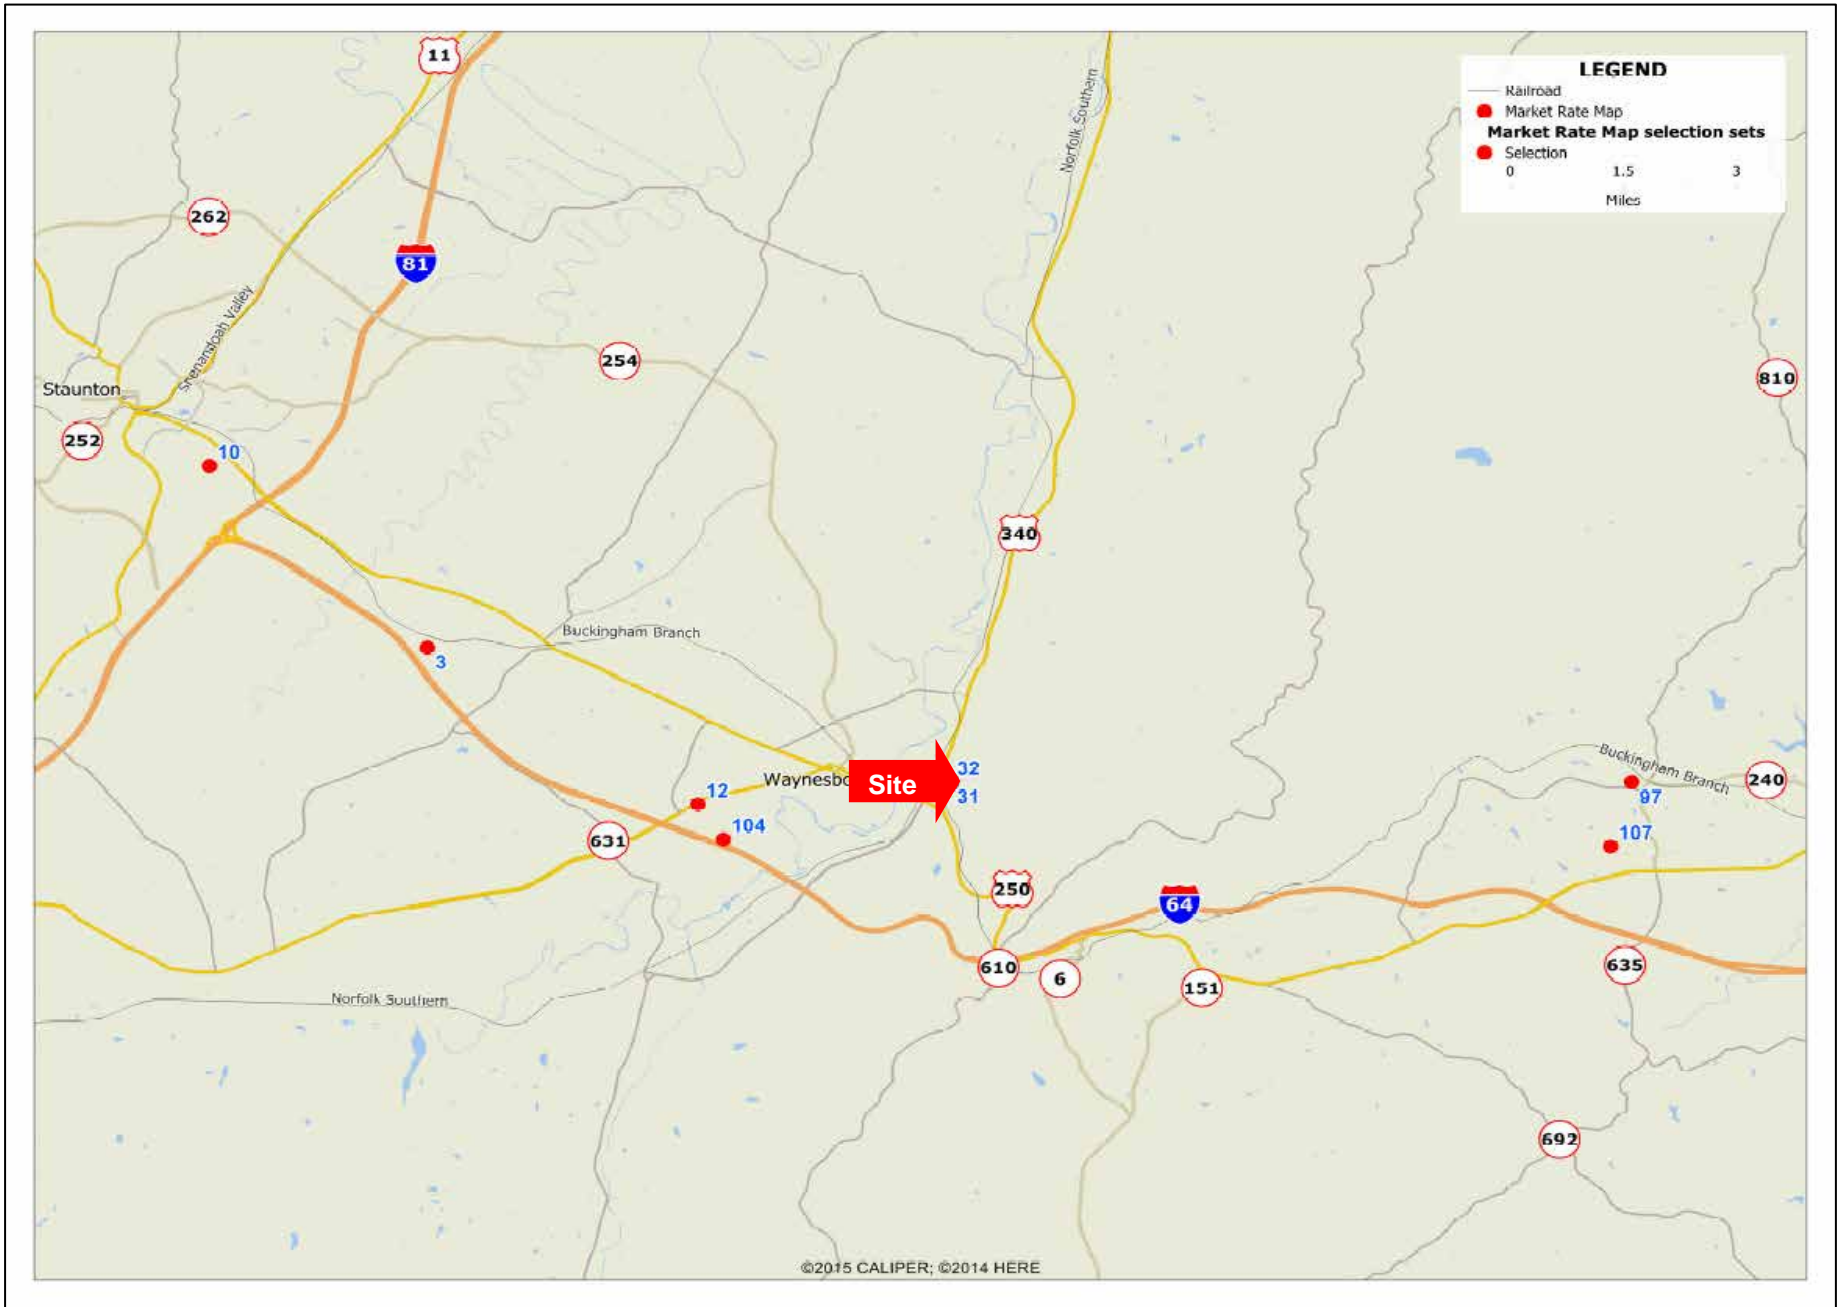 11
LEGEND
Railroad
Market Rate Map
Market Rate Map selection sets
Selection
0 1.5 3
Miles
Norfolk Southern
262
81
Shenandoah Valley
254
810
Staunton
252
10
340
Buckingham Branch
3
Waynesbo
Site
32
31
12
104
631
Buckingham Branch
240
97
107
250
64
610
6
151
635
Norfolk Southern
692
©2015 CALIPER; ©2014 HERE